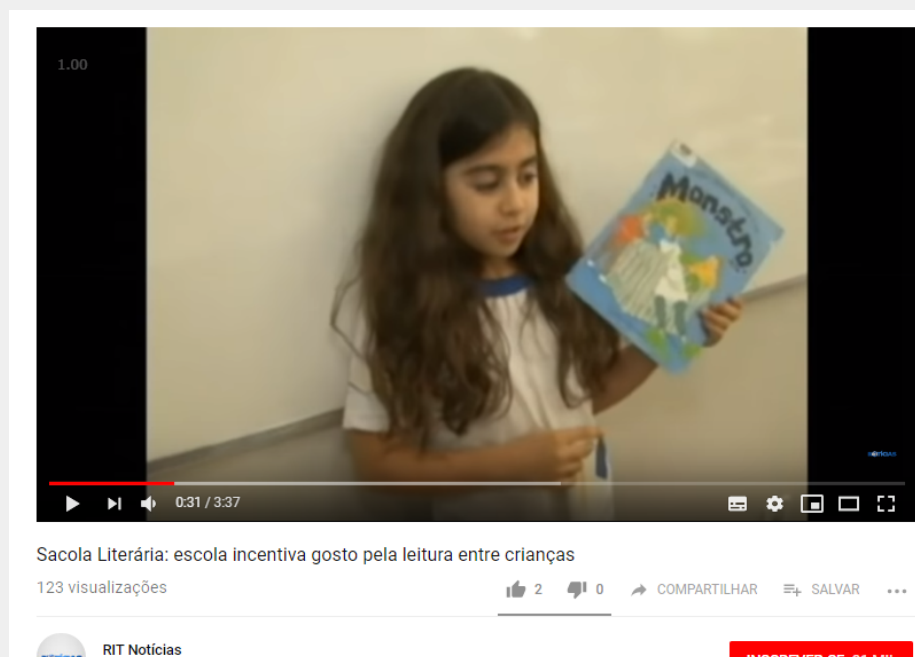 1.00
Monstro
NOTÍCIAS
0:31 / 3:37
Sacola Literária: escola incentiva gosto pela leitura entre crianças
123 visualizações
2
0
COMPARTILHAR
SALVAR
RIT Notícias